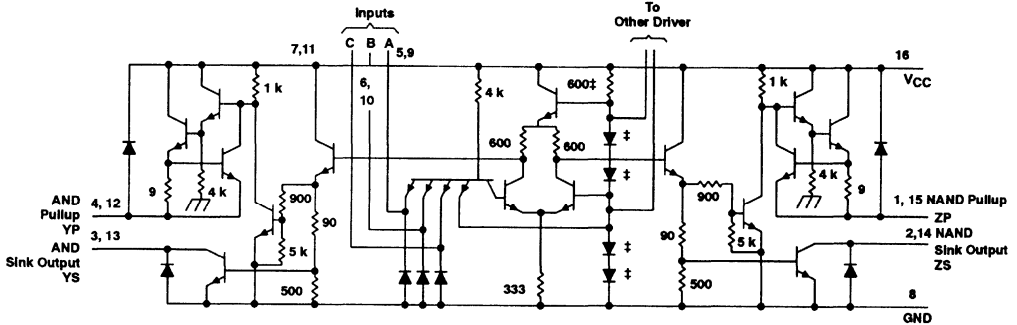 Inputs
C B A
5,9
To
Other Driver
7,11
6,
10
16
VCC
1 k
4 k
600‡
1 k
‡
600
600
‡
9
4 k
900
900
4 k
9
AND
Pullup
YP
4, 12
1, 15 NAND Pullup
ZP
90
5 k
90
5 k
AND
Sink Output
YS
3, 13
2,14 NAND
Sink Output
ZS
‡
‡
500
333
500
8
GND